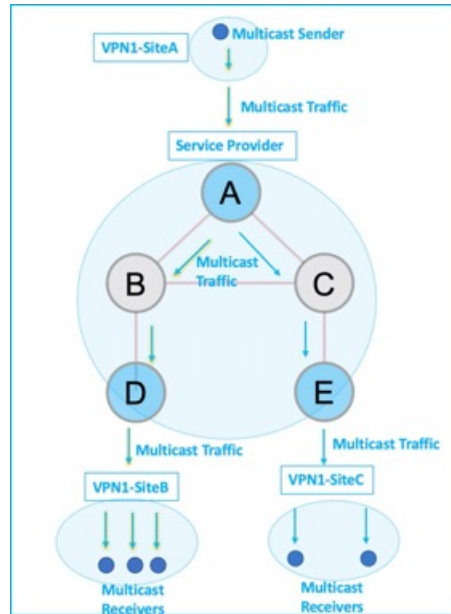 Multicast Sender
VPN1-SiteA
Multicast Traffic
Service Provider
A
Multicast
Traffic
B
C
D
E
Multicast Traffic
Multicast Traffic
VPN1-SiteB
VPN1-SiteC
Multicast
Receivers
Multicast
Receivers